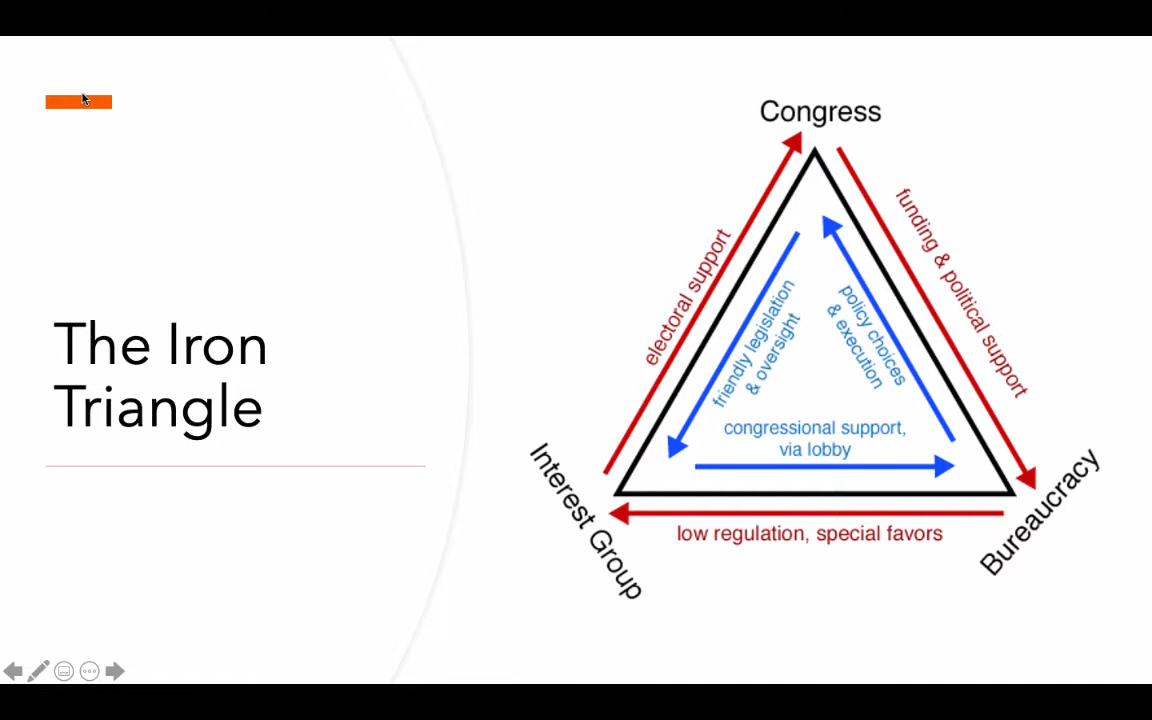 The Iron
Triangle
Congress
electoral support
funding & political support
friendly legislation
& oversight
policy choices
& execution
congressional support,
via lobby
low regulation, special favors
Interest Group
Bureaucracy